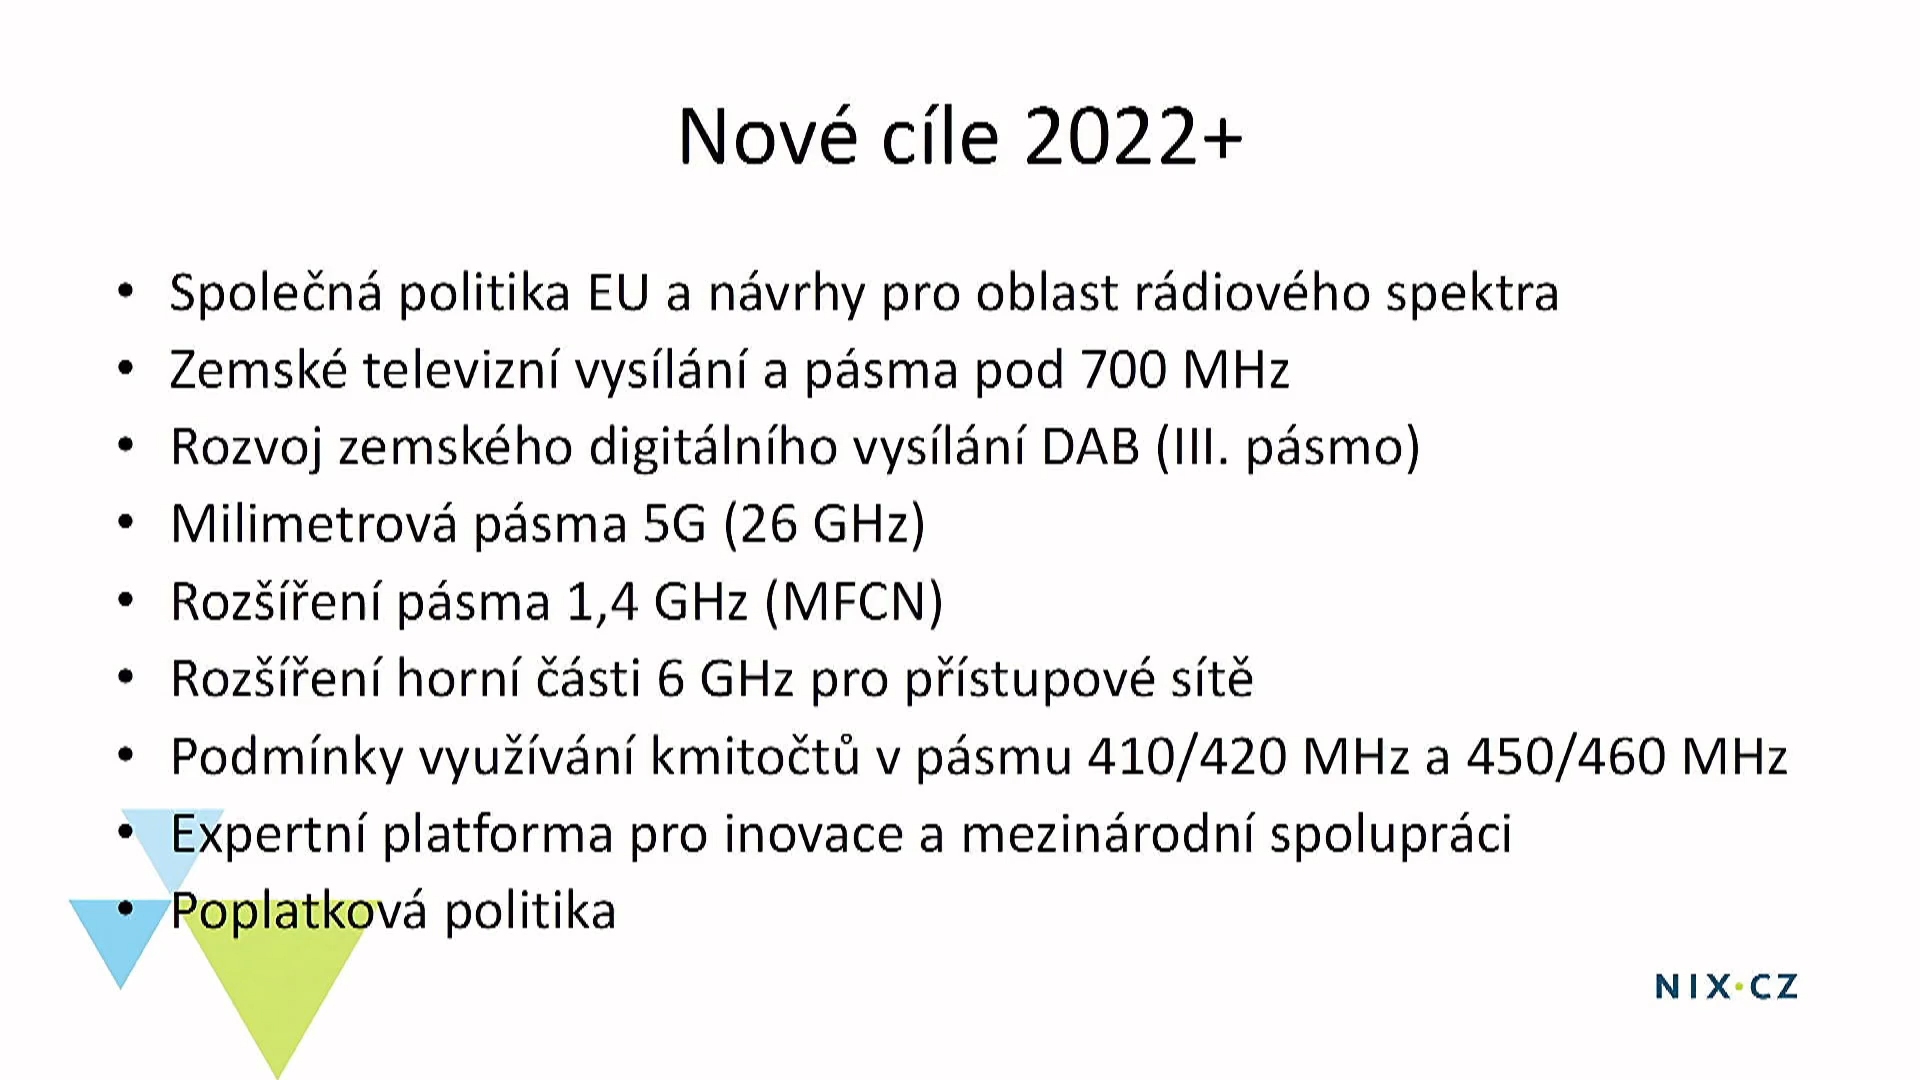 Nové cíle 2022+
• Společná politika EU a návrhy pro oblast rádiového spektra
• Zemské televizní vysílání a pásma pod 700 MHz
• Rozvoj zemského digitálního vysílání DAB (III. pásmo)
• Milimetrová pásma 5G (26 GHz)
• Rozšíření pásma 1,4 GHz (MFCN)
• Rozšíření horní části 6 GHz pro přístupové sítě
• Podmínky využívání kmitočtů v pásmu 410/420 MHz a 450/460 MHz
• Expertní platforma pro inovace a mezinárodní spolupráci
• Poplatková politika
NIX•CZ